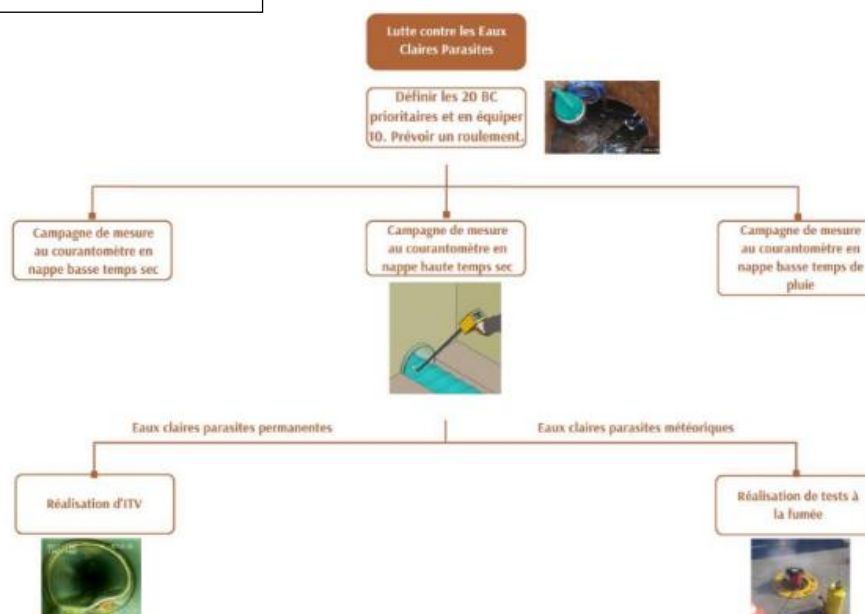 Lutte contre les Eaux
Claires Parasites
Définir les 20 BC
prioritaires et en équiper
10. Prévoir un roulement.
Campagne de mesure
au courantomètre en
nappe basse temps sec
Campagne de mesure
au courantomètre en
nappe haute temps sec
Campagne de mesure
au courantomètre en
nappe basse temps de
pluie
Eaux claires parasites permanentes
Eaux claires parasites météoriques
Réalisation d'ITV
Réalisation de tests à
la fumée